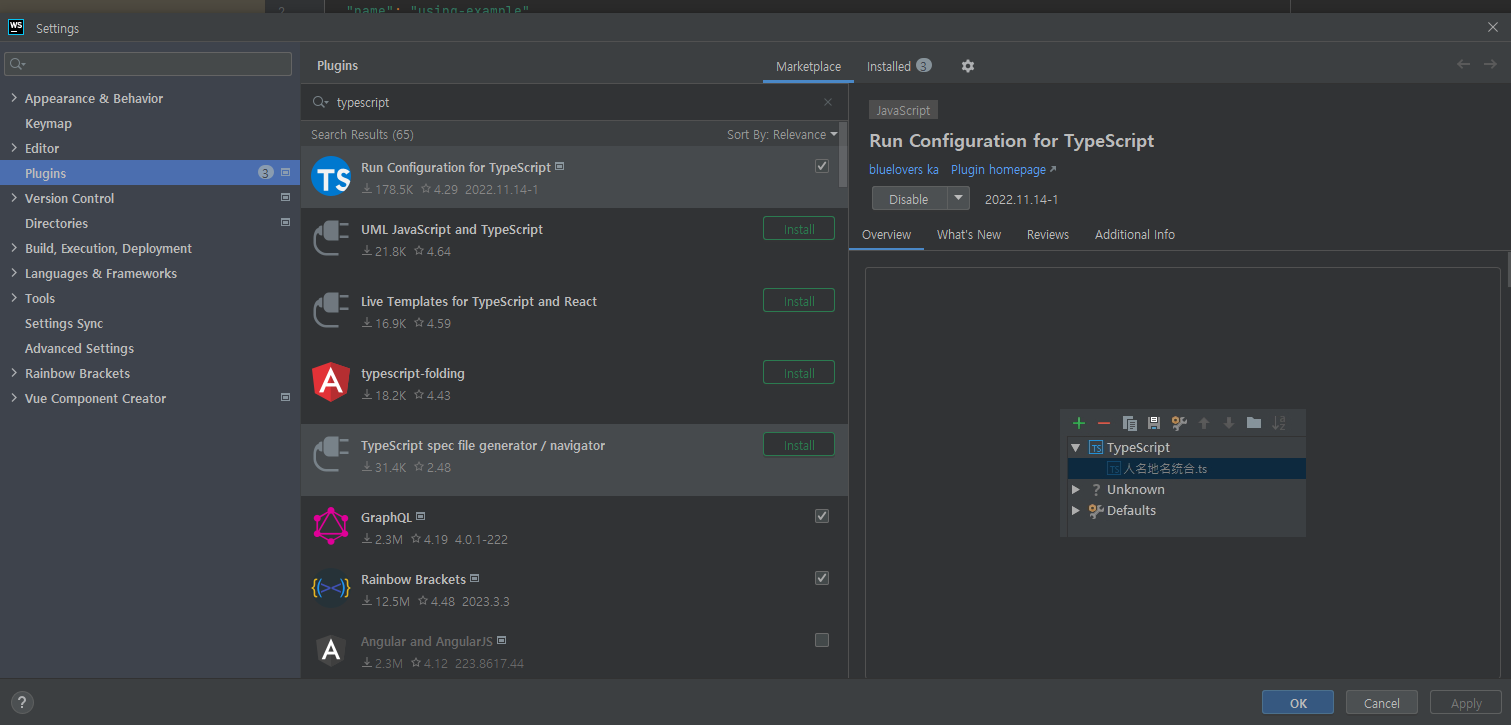 2 "name": "using-example"
WS Settings
Plugins
Marketplace
Installed 3
Appearance & Behavior
Keymap
Editor
Plugins 3
Version Control
Directories
Build, Execution, Deployment
Languages & Frameworks
Tools
Settings Sync
Advanced Settings
Rainbow Brackets
Vue Component Creator
typescript
Search Results (65)
Sort By: Relevance
TS
Run Configuration for TypeScript
178.5K 4.29 2022.11.14-1
UML JavaScript and TypeScript
21.8K 4.64
Install
Live Templates for TypeScript and React
16.9K 4.59
Install
typescript-folding
18.2K 4.43
Install
TypeScript spec file generator / navigator
31.4K 2.48
Install
GraphQL
2.3M 4.19 4.0.1-222
Rainbow Brackets
12.5M 4.48 2023.3.3
Angular and AngularJS
2.3M 4.12 223.8617.44
JavaScript
Run Configuration for TypeScript
bluelovers ka Plugin homepage
Disable 2022.11.14-1
Overview What's New Reviews Additional Info
TS TypeScript
TS 人名地名統合.ts
? Unknown
Defaults
?
OK
Cancel
Apply